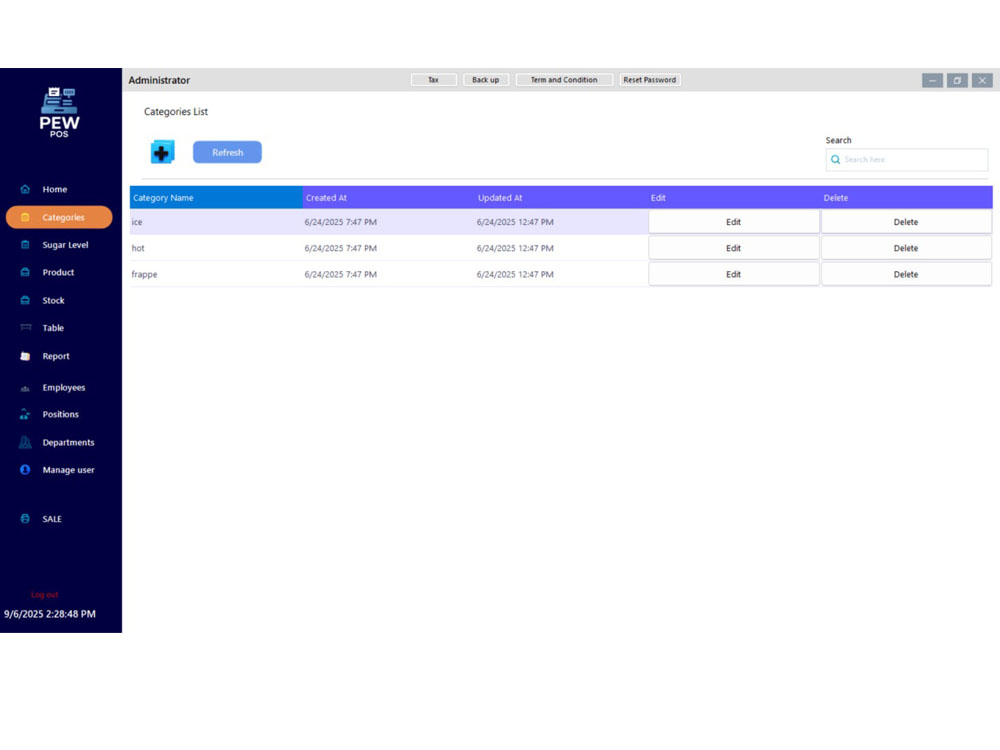 PEW
POS
Administrator
Tax
Back up
Term and Condition
Reset Password
Categories List
Refresh
Search
Search here
Home
Categories
Sugar Level
Product
Stock
Table
Report
Employees
Positions
Departments
Manage user
SALE
Log out
9/6/2025 2:28:48 PM
Category Name Created At Updated At Edit Delete
ice 6/24/2025 7:47 PM 6/24/2025 12:47 PM Edit Delete
hot 6/24/2025 7:47 PM 6/24/2025 12:47 PM Edit Delete
frappe 6/24/2025 7:47 PM 6/24/2025 12:47 PM Edit Delete